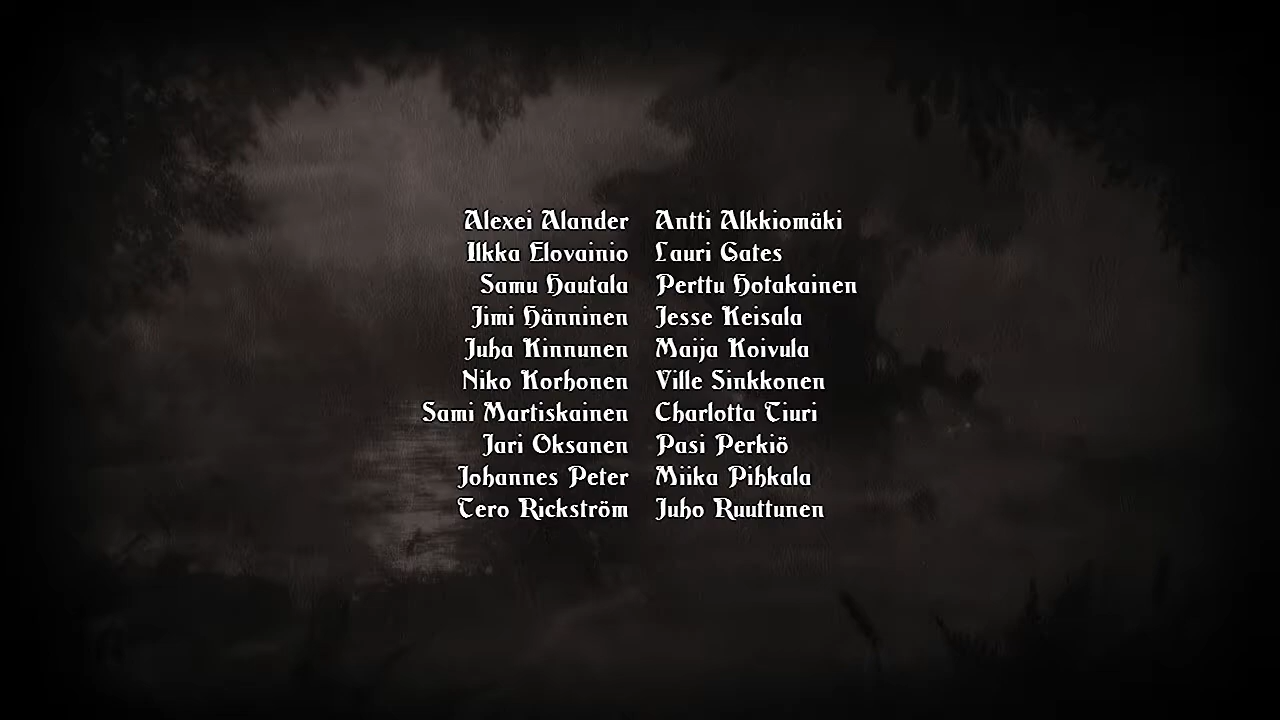 Alexei Alander Antti Alkkiomäki
Ilkka Elovainio Lauri Gates
Samu Hautala Perttu Hotakainen
Jimi Hänninen Jesse Keisala
Juha Kinnunen Maija Koivula
Niko Korhonen Ville Sinkkonen
Sami Martiskainen Charlotta Tiuri
Jari Oksanen Pasi Perkiö
Johannes Peter Miika Pihkala
Tero Rickström Juho Ruuttunen